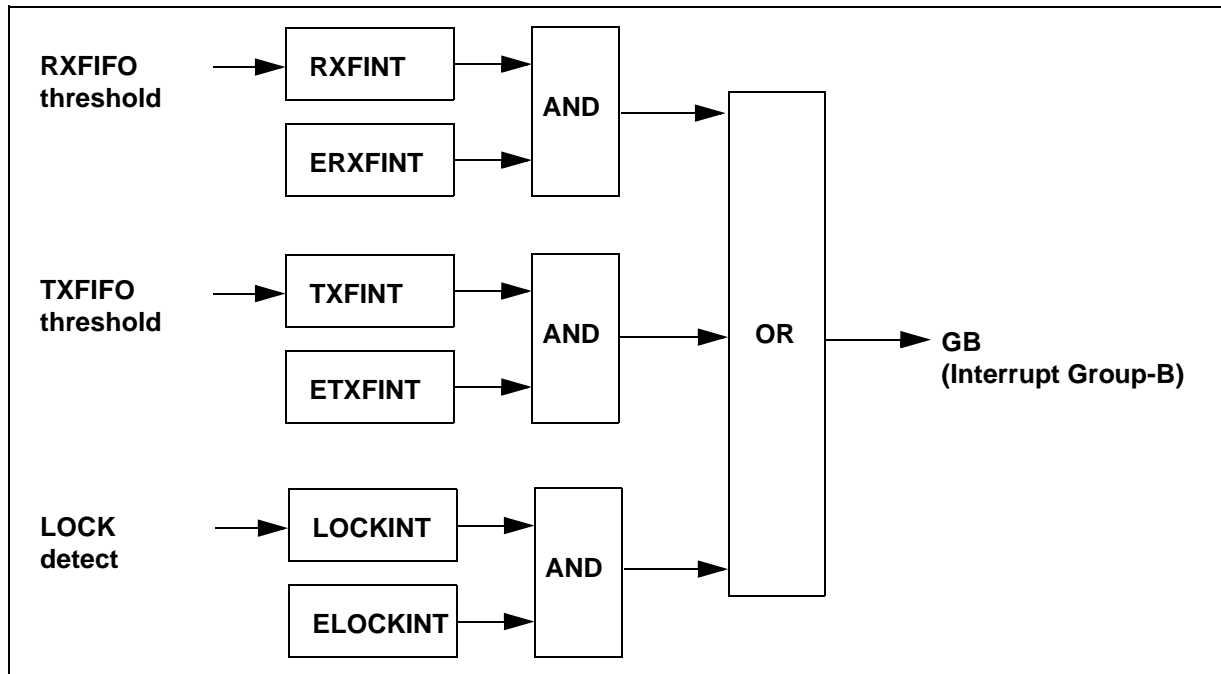 RXFIFO
threshold
RXFINT
ERXFINT
AND
TXFIFO
threshold
TXFINT
ETXFINT
AND
LOCK
detect
LOCKINT
ELOCKINT
AND
OR
GB
(Interrupt Group-B)